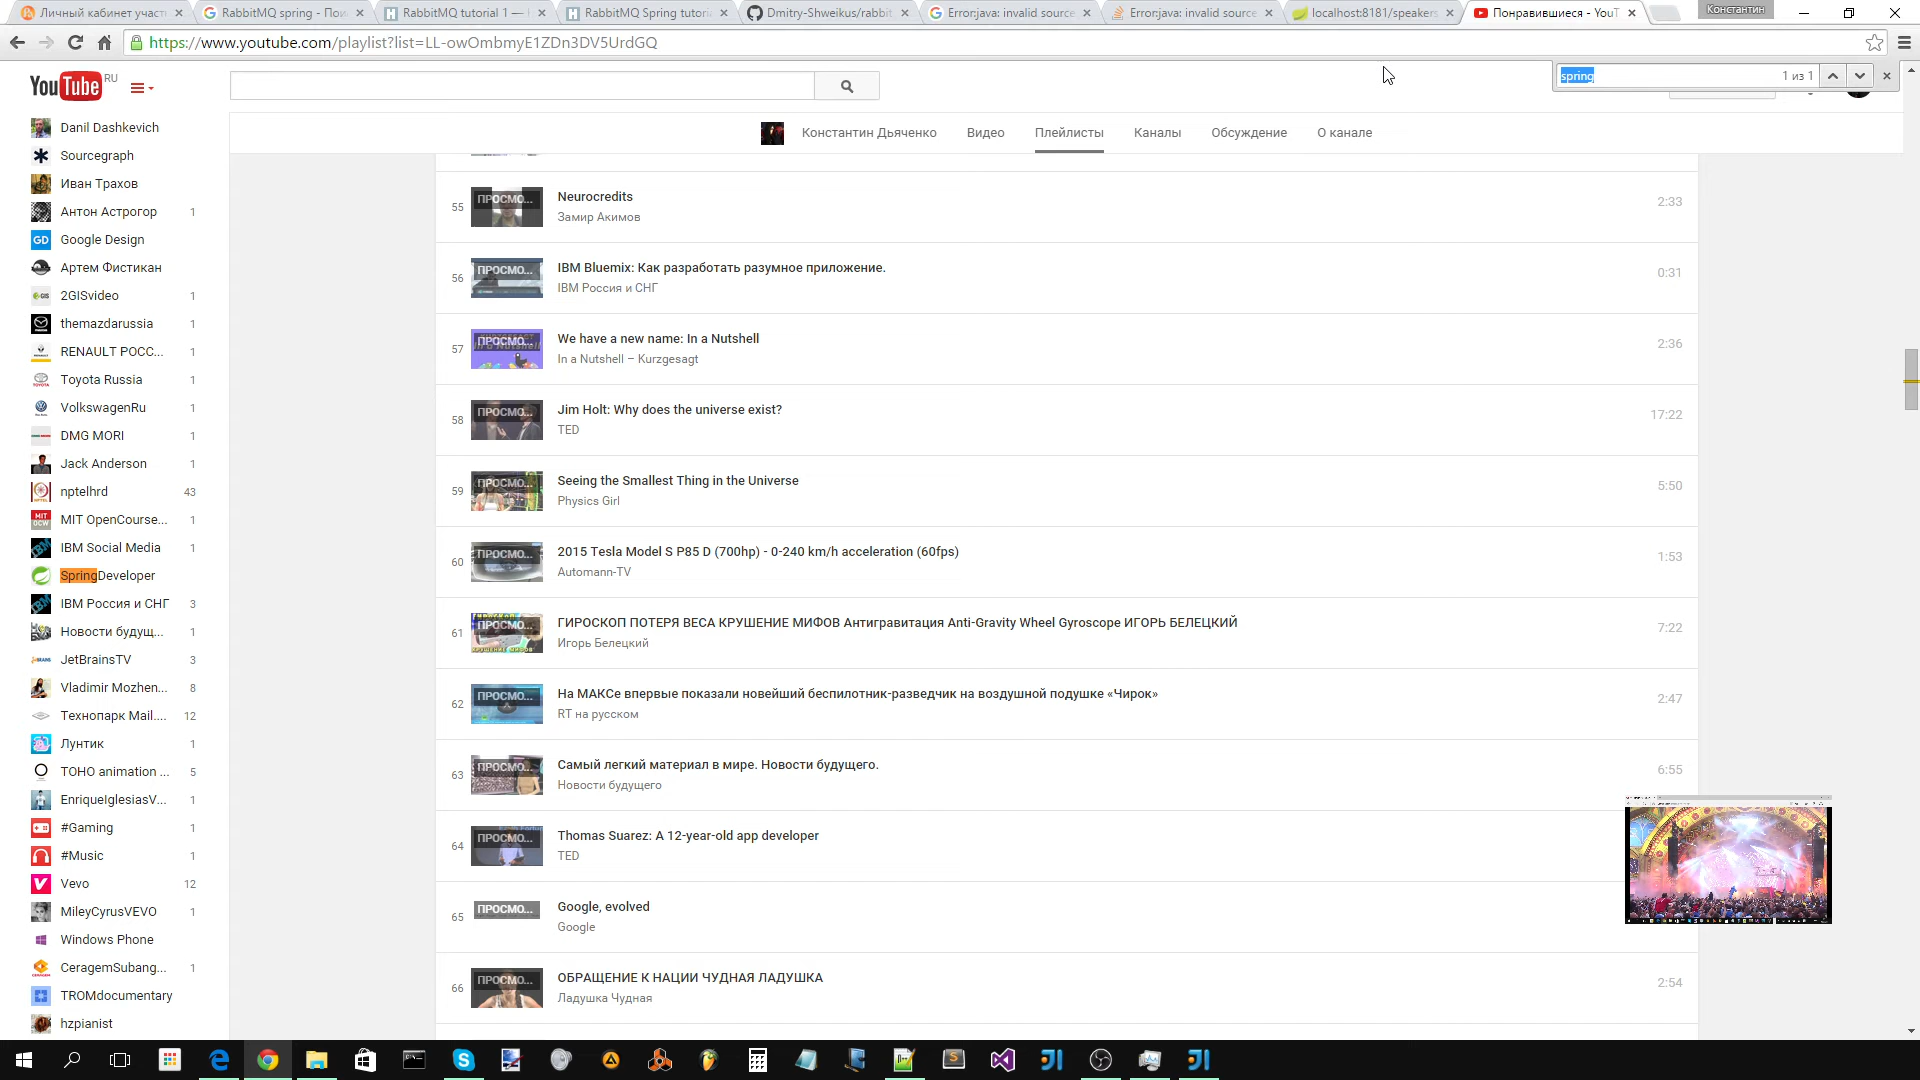 Личный кабинет участ
RabbitMQ spring - Пои
RabbitMQ tutorial 1 — 
RabbitMQ Spring tutori
Dmitry-Shweikus/rabbit
Error:java: invalid source
Error:java: invalid source
localhost:8181/speakers
Понравившиеся - YouT
Константин
https://www.youtube.com/playlist?list=LL-owOmbmyE1ZDn3DV5UrdGQ
spring
1 из 1
YouTube RU
Константин Дьяченко
Видео
Плейлисты
Каналы
Обсуждение
О канале
Danil Dashkevich
Sourcegraph
Иван Трахов
Антон Астрогор 1
Google Design
Артем Фистикан
2GISvideo 1
themazdarussia 1
RENAULT РОСС... 1
Toyota Russia 1
VolkswagenRu 1
DMG MORI 1
Jack Anderson 1
nptelhrd 43
MIT OpenCourse... 1
IBM Social Media 1
SpringDeveloper
IBM Россия и СНГ 3
Новости будущ... 1
JetBrainsTV 3
Vladimir Mozhen... 8
Технопарк Mail.... 12
Лунтик 1
TOHO animation ... 5
EnriqueIglesiasV... 1
#Gaming 1
#Music 1
Vevo 12
MileyCyrusVEVO 1
Windows Phone
CeragemSubang... 1
TROMdocumentary
hzpianist
55 ПРОСМО... Neurocredits 2:33
Замир Акимов
56 ПРОСМО... IBM Bluemix: Как разработать разумное приложение. 0:31
IBM Россия и СНГ
57 ПРОСМО... We have a new name: In a Nutshell 2:36
In a Nutshell – Kurzgesagt
58 ПРОСМО... Jim Holt: Why does the universe exist? 17:22
TED
59 ПРОСМО... Seeing the Smallest Thing in the Universe 5:50
Physics Girl
60 ПРОСМО... 2015 Tesla Model S P85 D (700hp) - 0-240 km/h acceleration (60fps) 1:53
Automann-TV
61 ПРОСМО... ГИРОСКОП ПОТЕРЯ ВЕСА КРУШЕНИЕ МИФОВ Антигравитация Anti-Gravity Wheel Gyroscope ИГОРЬ БЕЛЕЦКИЙ 7:22
Игорь Белецкий
62 ПРОСМО... На МАКСе впервые показали новейший беспилотник-разведчик на воздушной подушке «Чирок» 2:47
RT на русском
63 ПРОСМО... Самый легкий материал в мире. Новости будущего. 6:55
Новости будущего
64 ПРОСМО... Thomas Suarez: A 12-year-old app developer
TED
65 ПРОСМО... Google, evolved
Google
66 ПРОСМО... ОБРАЩЕНИЕ К НАЦИИ ЧУДНАЯ ЛАДУШКА 2:54
Ладушка Чудная